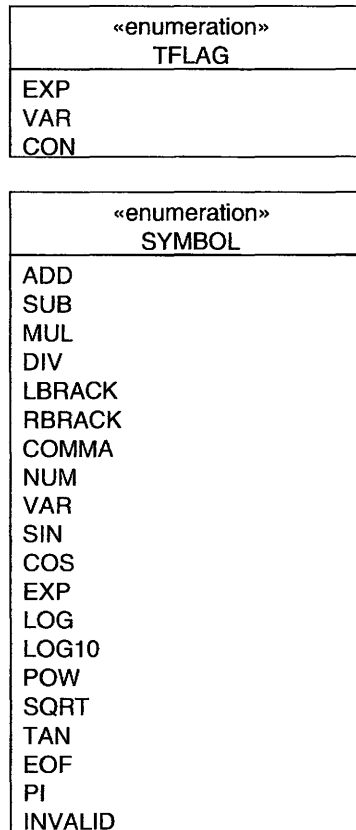 «enumeration»
TFLAG
EXP
VAR
CON
«enumeration»
SYMBOL
ADD
SUB
MUL
DIV
LBRACK
RBRACK
COMMA
NUM
VAR
SIN
COS
EXP
LOG
LOG10
POW
SQRT
TAN
EOF
PI
INVALID